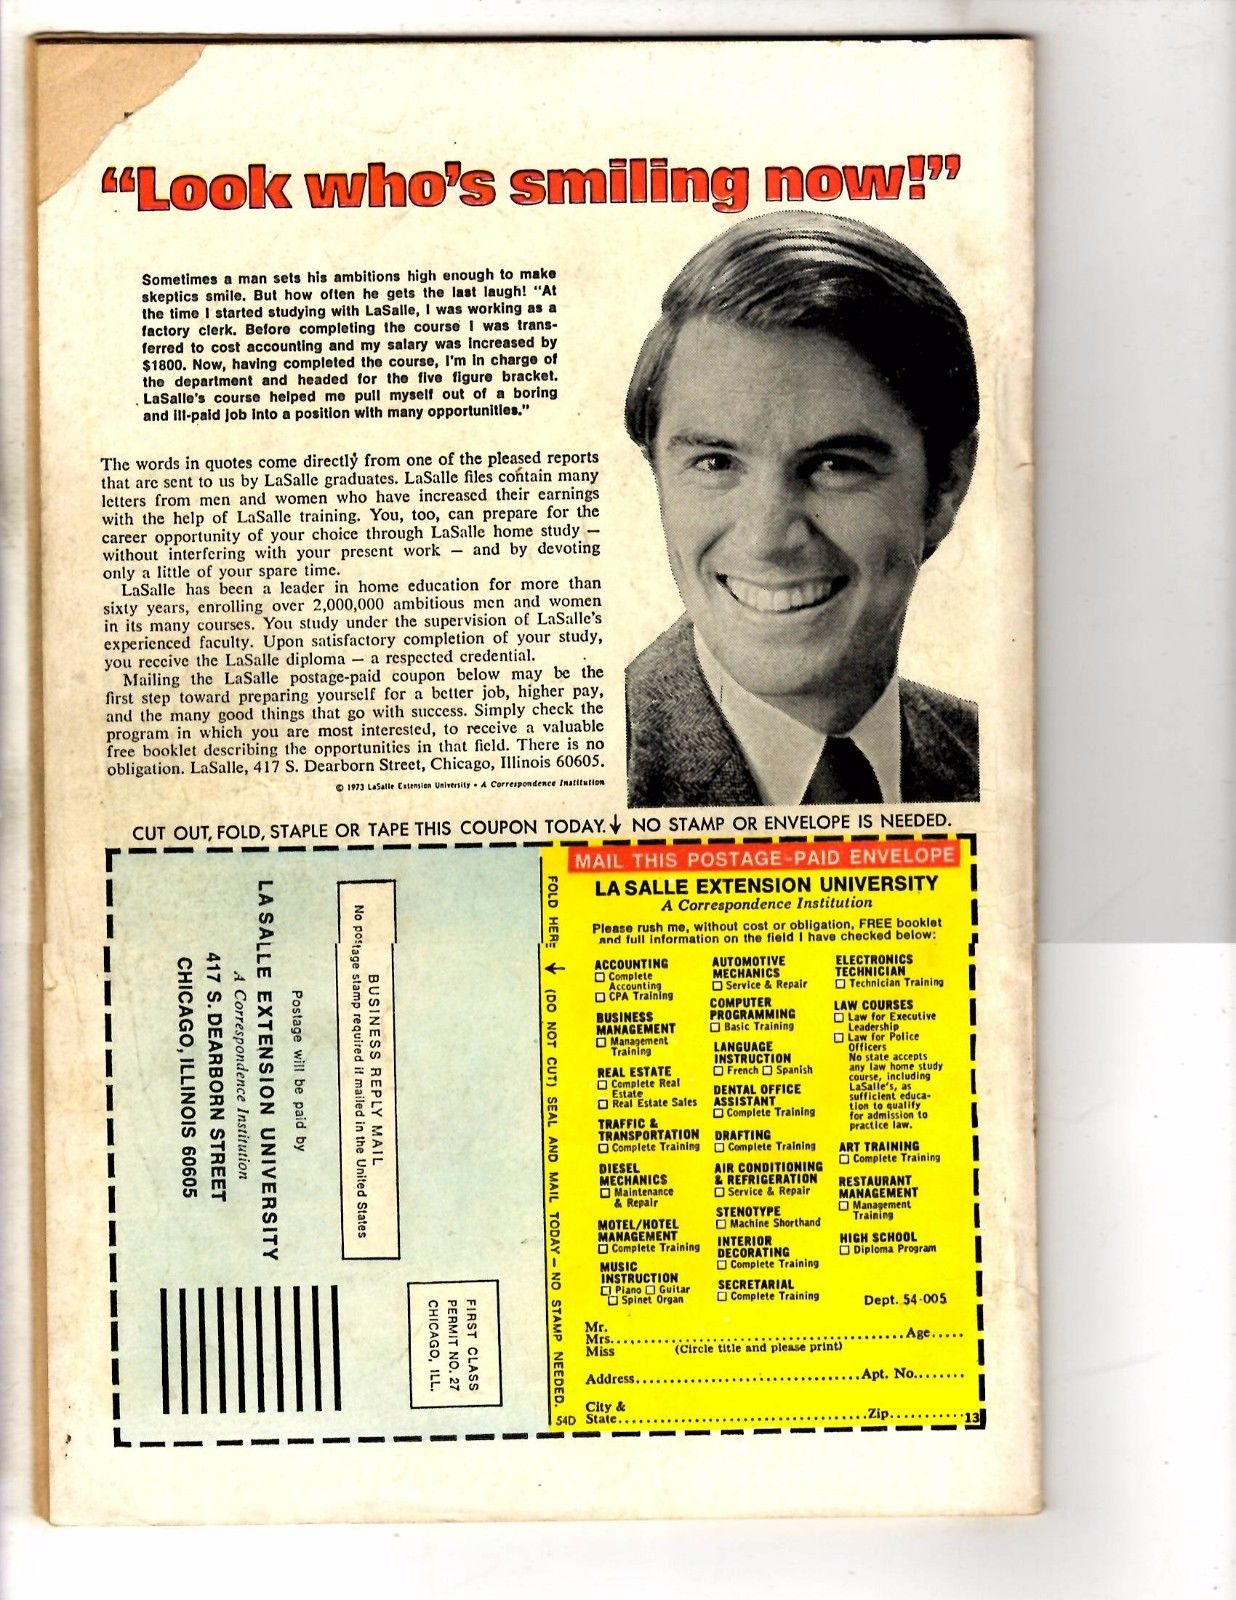 “Look who’s smiling now!”
Sometimes a man sets his ambitions high enough to make
skeptics smile. But how often he gets the last laugh! "At
the time I started studying with LaSalle, I was working as a
factory clerk. Before completing the course I was trans-
ferred to cost accounting and my salary was increased by
$1800. Now, having completed the course, I'm in charge of
the department and headed for the five figure bracket.
LaSalle's course helped me pull myself out of a boring
and ill-paid job into a position with many opportunities."
The words in quotes come directly from one of the pleased reports
that are sent to us by LaSalle graduates. LaSalle files contain many
letters from men and women who have increased their earnings
with the help of LaSalle training. You, too, can prepare for the
career opportunity of your choice through LaSalle home study —
without interfering with your present work — and by devoting
only a little of your spare time.
LaSalle has been a leader in home education for more than
sixty years, enrolling over 2,000,000 ambitious men and women
in its many courses. You study under the supervision of LaSalle's
experienced faculty. Upon satisfactory completion of your study,
you receive the LaSalle diploma — a respected credential.
Mailing the LaSalle postage-paid coupon below may be the
first step toward preparing yourself for a better job, higher pay,
and the many good things that go with success. Simply check the
program in which you are most interested, to receive a valuable
free booklet describing the opportunities in that field. There is no
obligation. LaSalle, 417 S. Dearborn Street, Chicago, Illinois 60605.
© 1973 LaSalle Extension University • A Correspondence Institution
CUT OUT, FOLD, STAPLE OR TAPE THIS COUPON TODAY.↓ NO STAMP OR ENVELOPE IS NEEDED.
FIRST CLASS
PERMIT NO. 27
CHICAGO, ILL.
BUSINESS REPLY MAIL
No postage stamp required if mailed in the United States
Postage will be paid by
LA SALLE EXTENSION UNIVERSITY
A Correspondence Institution
417 S. DEARBORN STREET
CHICAGO, ILLINOIS 60605
FOLD HERE ← (DO NOT CUT) SEAL AND MAIL TODAY — NO STAMP NEEDED.
54D
MAIL THIS POSTAGE-PAID ENVELOPE
LA SALLE EXTENSION UNIVERSITY
A Correspondence Institution
Please rush me, without cost or obligation, FREE booklet
and full information on the field I have checked below:
ACCOUNTING
☐ Complete
Accounting
☐ CPA Training
BUSINESS
MANAGEMENT
☐ Management
Training
REAL ESTATE
☐ Complete Real
Estate
☐ Real Estate Sales
TRAFFIC &
TRANSPORTATION
☐ Complete Training
DIESEL
MECHANICS
☐ Maintenance
& Repair
MOTEL/HOTEL
MANAGEMENT
☐ Complete Training
MUSIC
INSTRUCTION
☐ Piano ☐ Guitar
☐ Spinet Organ
AUTOMOTIVE
MECHANICS
☐ Service & Repair
COMPUTER
PROGRAMMING
☐ Basic Training
LANGUAGE
INSTRUCTION
☐ French ☐ Spanish
DENTAL OFFICE
ASSISTANT
☐ Complete Training
DRAFTING
☐ Complete Training
AIR CONDITIONING
& REFRIGERATION
☐ Service & Repair
STENOTYPE
☐ Machine Shorthand
INTERIOR
DECORATING
☐ Complete Training
SECRETARIAL
☐ Complete Training
ELECTRONICS
TECHNICIAN
☐ Technician Training
LAW COURSES
☐ Law for Executive
Leadership
☐ Law for Police
Officers
No state accepts
any law home study
course, including
LaSalle's, as
sufficient educa-
tion to qualify
for admission to
practice law.
ART TRAINING
☐ Complete Training
RESTAURANT
MANAGEMENT
☐ Management
Training
HIGH SCHOOL
☐ Diploma Program
Dept. 54-005
Mr.
Mrs...........Age.....
Miss (Circle title and please print)
Address...........Apt. No........
City &
State...........Zip...........13